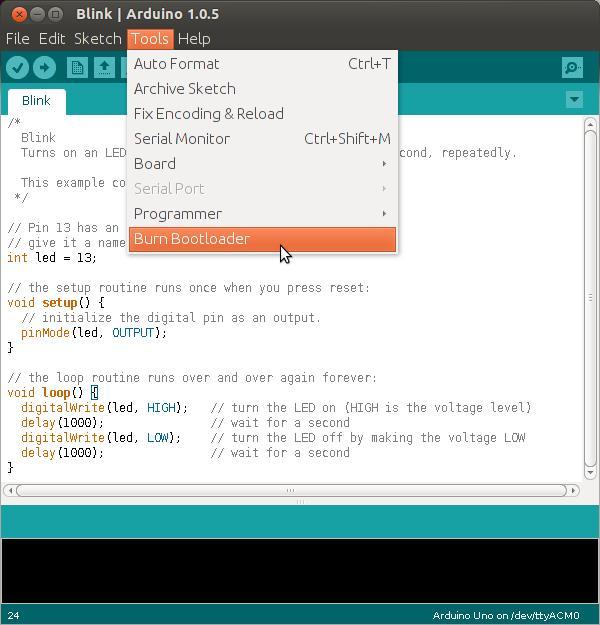 Blink | Arduino 1.0.5
File Edit Sketch Tools Help
Auto Format Ctrl+T
Archive Sketch
Fix Encoding & Reload
Serial Monitor Ctrl+Shift+M
Board
Serial Port
Programmer
Burn Bootloader
Blink
/*
Blink
Turns on an LED cond, repeatedly.
This example co
*/
// Pin 13 has an
// give it a name
int led = 13;
// the setup routine runs once when you press reset:
void setup() {
// initialize the digital pin as an output.
pinMode(led, OUTPUT);
}
// the loop routine runs over and over again forever:
void loop() {
digitalWrite(led, HIGH); // turn the LED on (HIGH is the voltage level)
delay(1000); // wait for a second
digitalWrite(led, LOW); // turn the LED off by making the voltage LOW
delay(1000); // wait for a second
}
24 Arduino Uno on /dev/ttyACM0